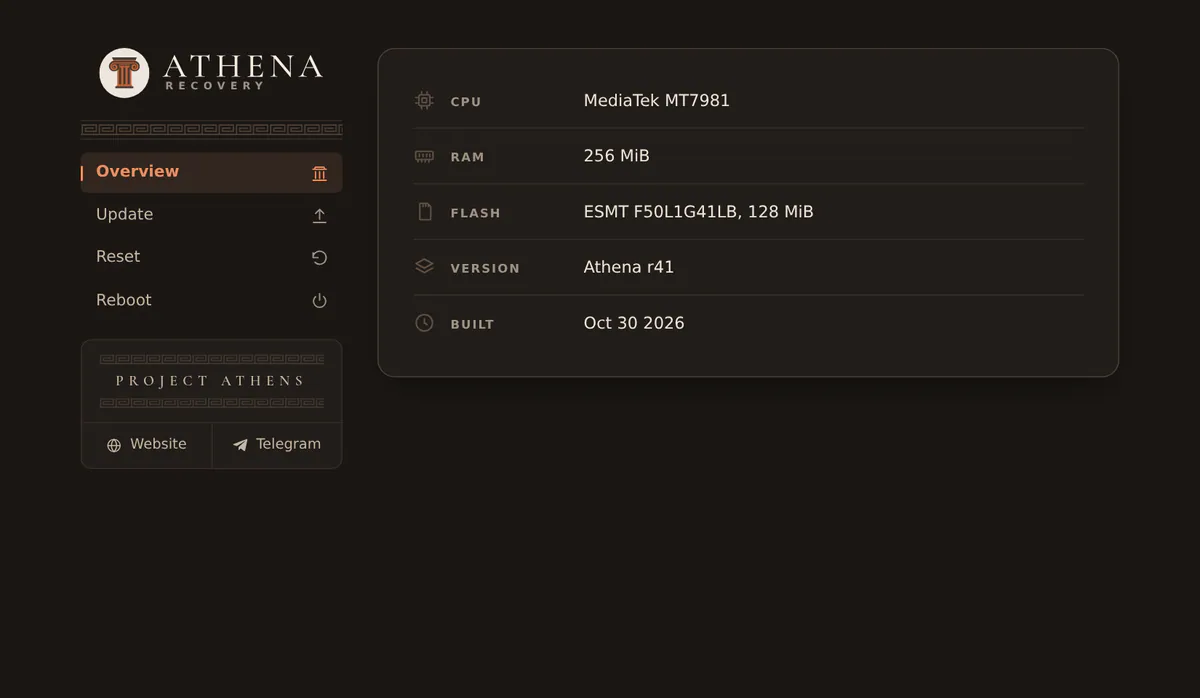 ATHENA
RECOVERY
Overview
Update
Reset
Reboot
PROJECT ATHENS
Website
Telegram
CPU MediaTek MT7981
RAM 256 MiB
FLASH ESMT F50L1G41LB, 128 MiB
VERSION Athena r41
BUILT Oct 30 2026